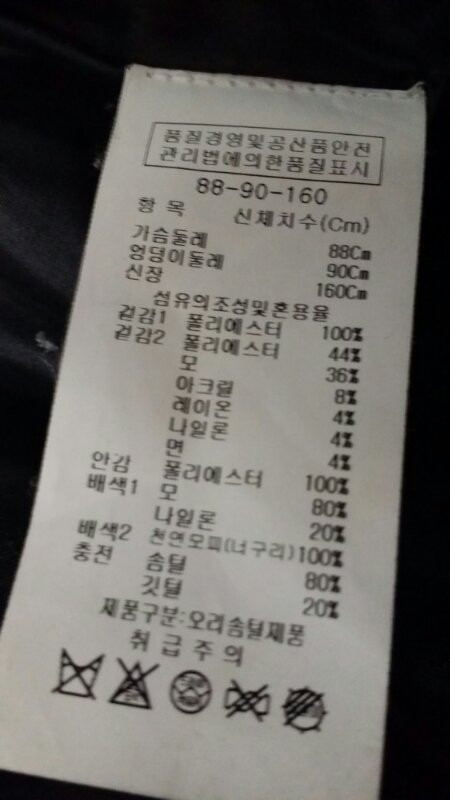 품질경영및공산품안전
관리법에의한품질표시
88-90-160
항 목 신체치수(Cm)
가슴둘레 88Cm
엉덩이둘레 90Cm
신장 160Cm
섬유의조성및혼용율
겉감1 폴리에스터 100%
겉감2 폴리에스터 44%
모 36%
아크릴 8%
레이온 4%
나일론 4%
면 4%
안감 폴리에스터 100%
배색1 모 80%
나일론 20%
배색2 천연모피(너구리)100%
충전 솜털 80%
깃털 20%
제품구분:오리솜털제품
취급주의